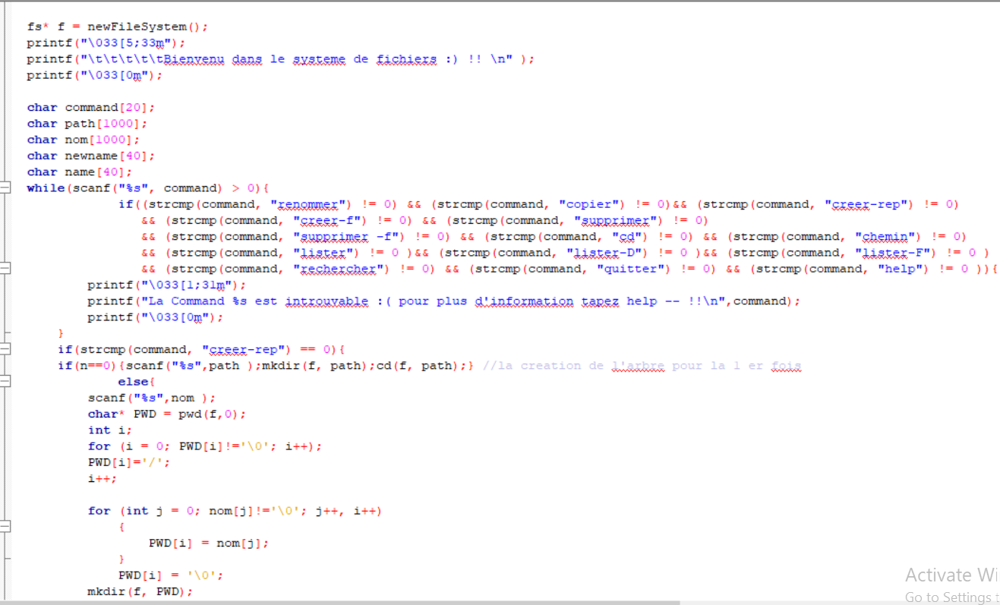 fs* f = newFileSystem();
printf("\033[5;33m");
printf("\t\t\t\t\tBienvenu dans le systeme de fichiers :) !! \n" );
printf("\033[0m");
char command[20];
char path[1000];
char nom[1000];
char newname[40];
char name[40];
while(scanf("%s", command) > 0){
if((strcmp(command, "renommer") != 0) && (strcmp(command, "copier") != 0)&& (strcmp(command, "creer-rep") != 0)
&& (strcmp(command, "creer-f") != 0) && (strcmp(command, "supprimer") != 0)
&& (strcmp(command, "supprimer -f") != 0) && (strcmp(command, "cd") != 0) && (strcmp(command, "chemin") != 0)
&& (strcmp(command, "lister") != 0 )&& (strcmp(command, "lister-D") != 0 )&& (strcmp(command, "lister-F") != 0 )
&& (strcmp(command, "rechercher") != 0) && (strcmp(command, "quitter") != 0) && (strcmp(command, "help") != 0 )){
printf("\033[1;31m");
printf("La Command %s est introuvable :( pour plus d'information tapez help -- !!\n",command);
printf("\033[0m");
}
if(strcmp(command, "creer-rep") == 0){
if(n==0){scanf("%s",path );mkdir(f, path);cd(f, path);} //la creation de l'arbre pour la 1 er fois
else{
scanf("%s",nom );
char* PWD = pwd(f,0);
int i;
for (i = 0; PWD[i]!='\0'; i++);
PWD[i]='/';
i++;
for (int j = 0; nom[j]!='\0'; j++, i++)
{
PWD[i] = nom[j];
}
PWD[i] = '\0';
mkdir(f, PWD);
Activate Wi
Go to Settings t